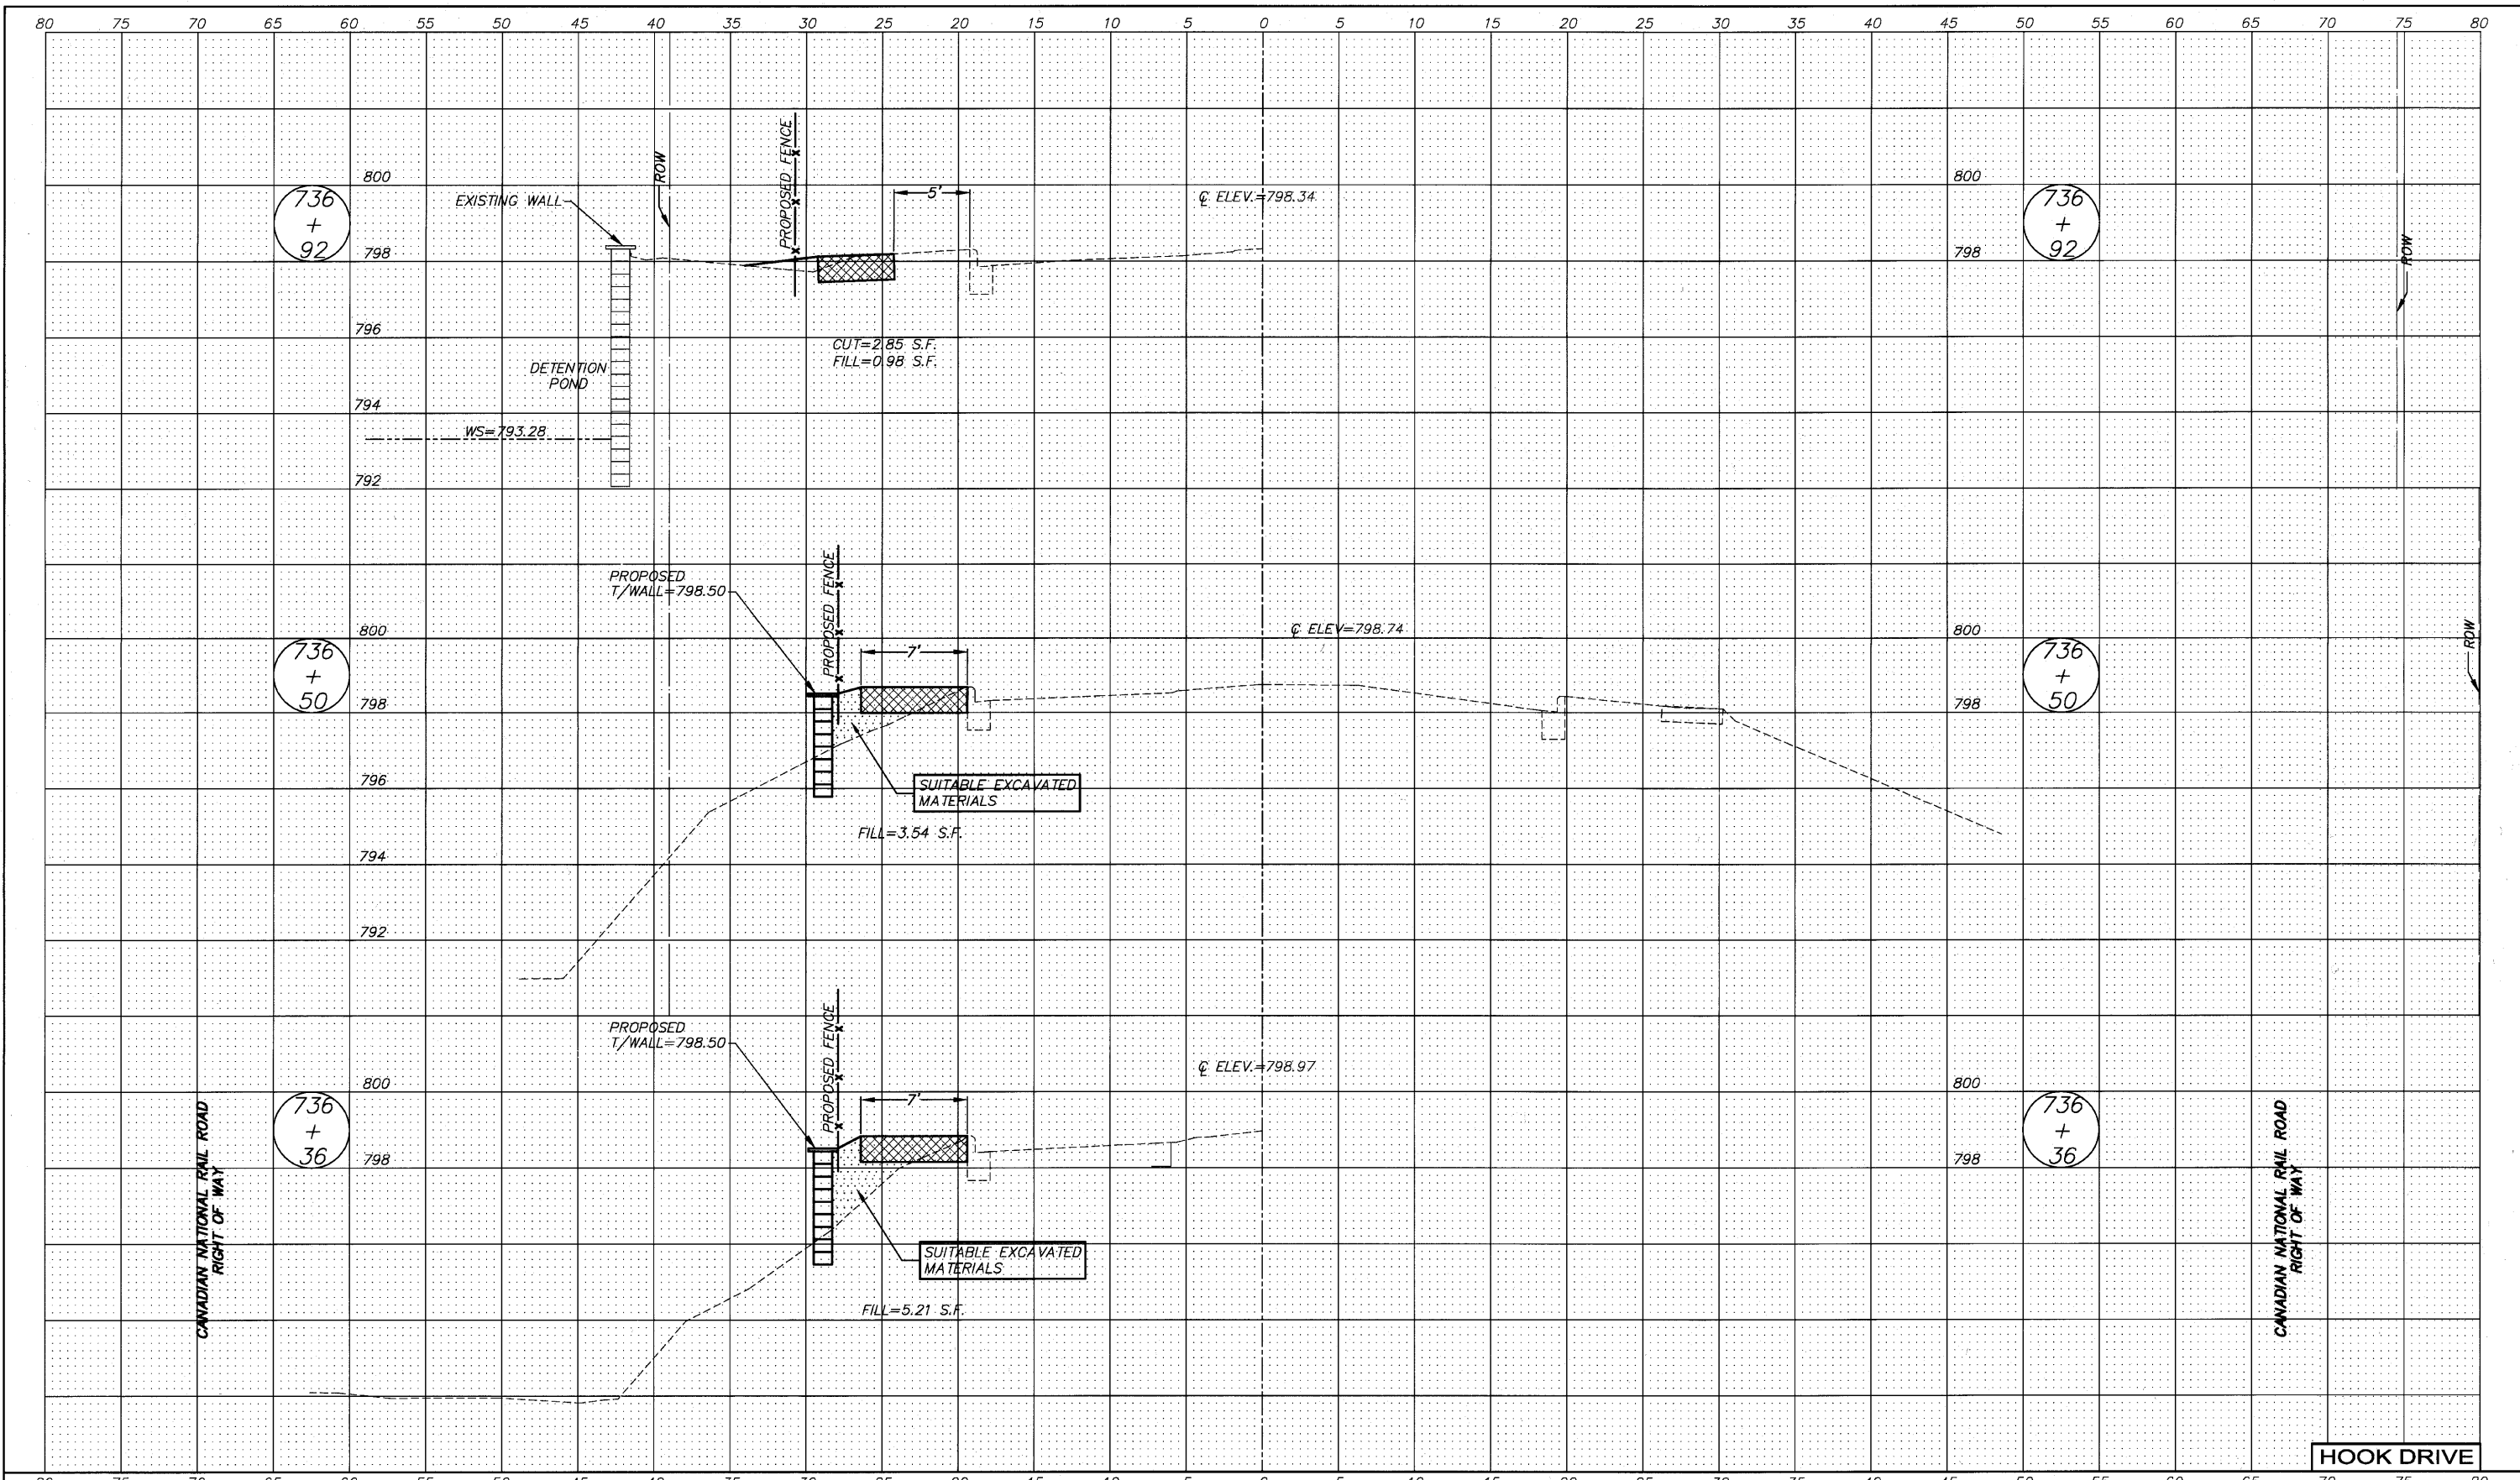 80 75 70 65 60 55 50 45 40 35 30 25 20 15 10 5 0 5 10 15 20 25 30 35 40 45 50 55 60 65 70 75 80
PROPOSED FENCE
ROW
800
800
736
+
92
EXISTING WALL
5'
℄ ELEV.=798.34
736
+
92
ROW
798
798
796
CUT=2.85 S.F.
FILL=0.98 S.F.
DETENTION
POND
794
WS=793.28
792
PROPOSED
T/WALL=798.50
PROPOSED FENCE
800
℄ ELEV=798.74
800
ROW
736
+
50
7'
736
+
50
798
798
796
SUITABLE EXCAVATED
MATERIALS
FILL=3.54 S.F.
794
792
PROPOSED
T/WALL=798.50
PROPOSED FENCE
℄ ELEV.=798.97
800
800
736
+
36
7'
736
+
36
798
798
CANADIAN NATIONAL RAIL ROAD
RIGHT OF WAY
CANADIAN NATIONAL RAIL ROAD
RIGHT OF WAY
SUITABLE EXCAVATED
MATERIALS
FILL=5.21 S.F.
HOOK DRIVE